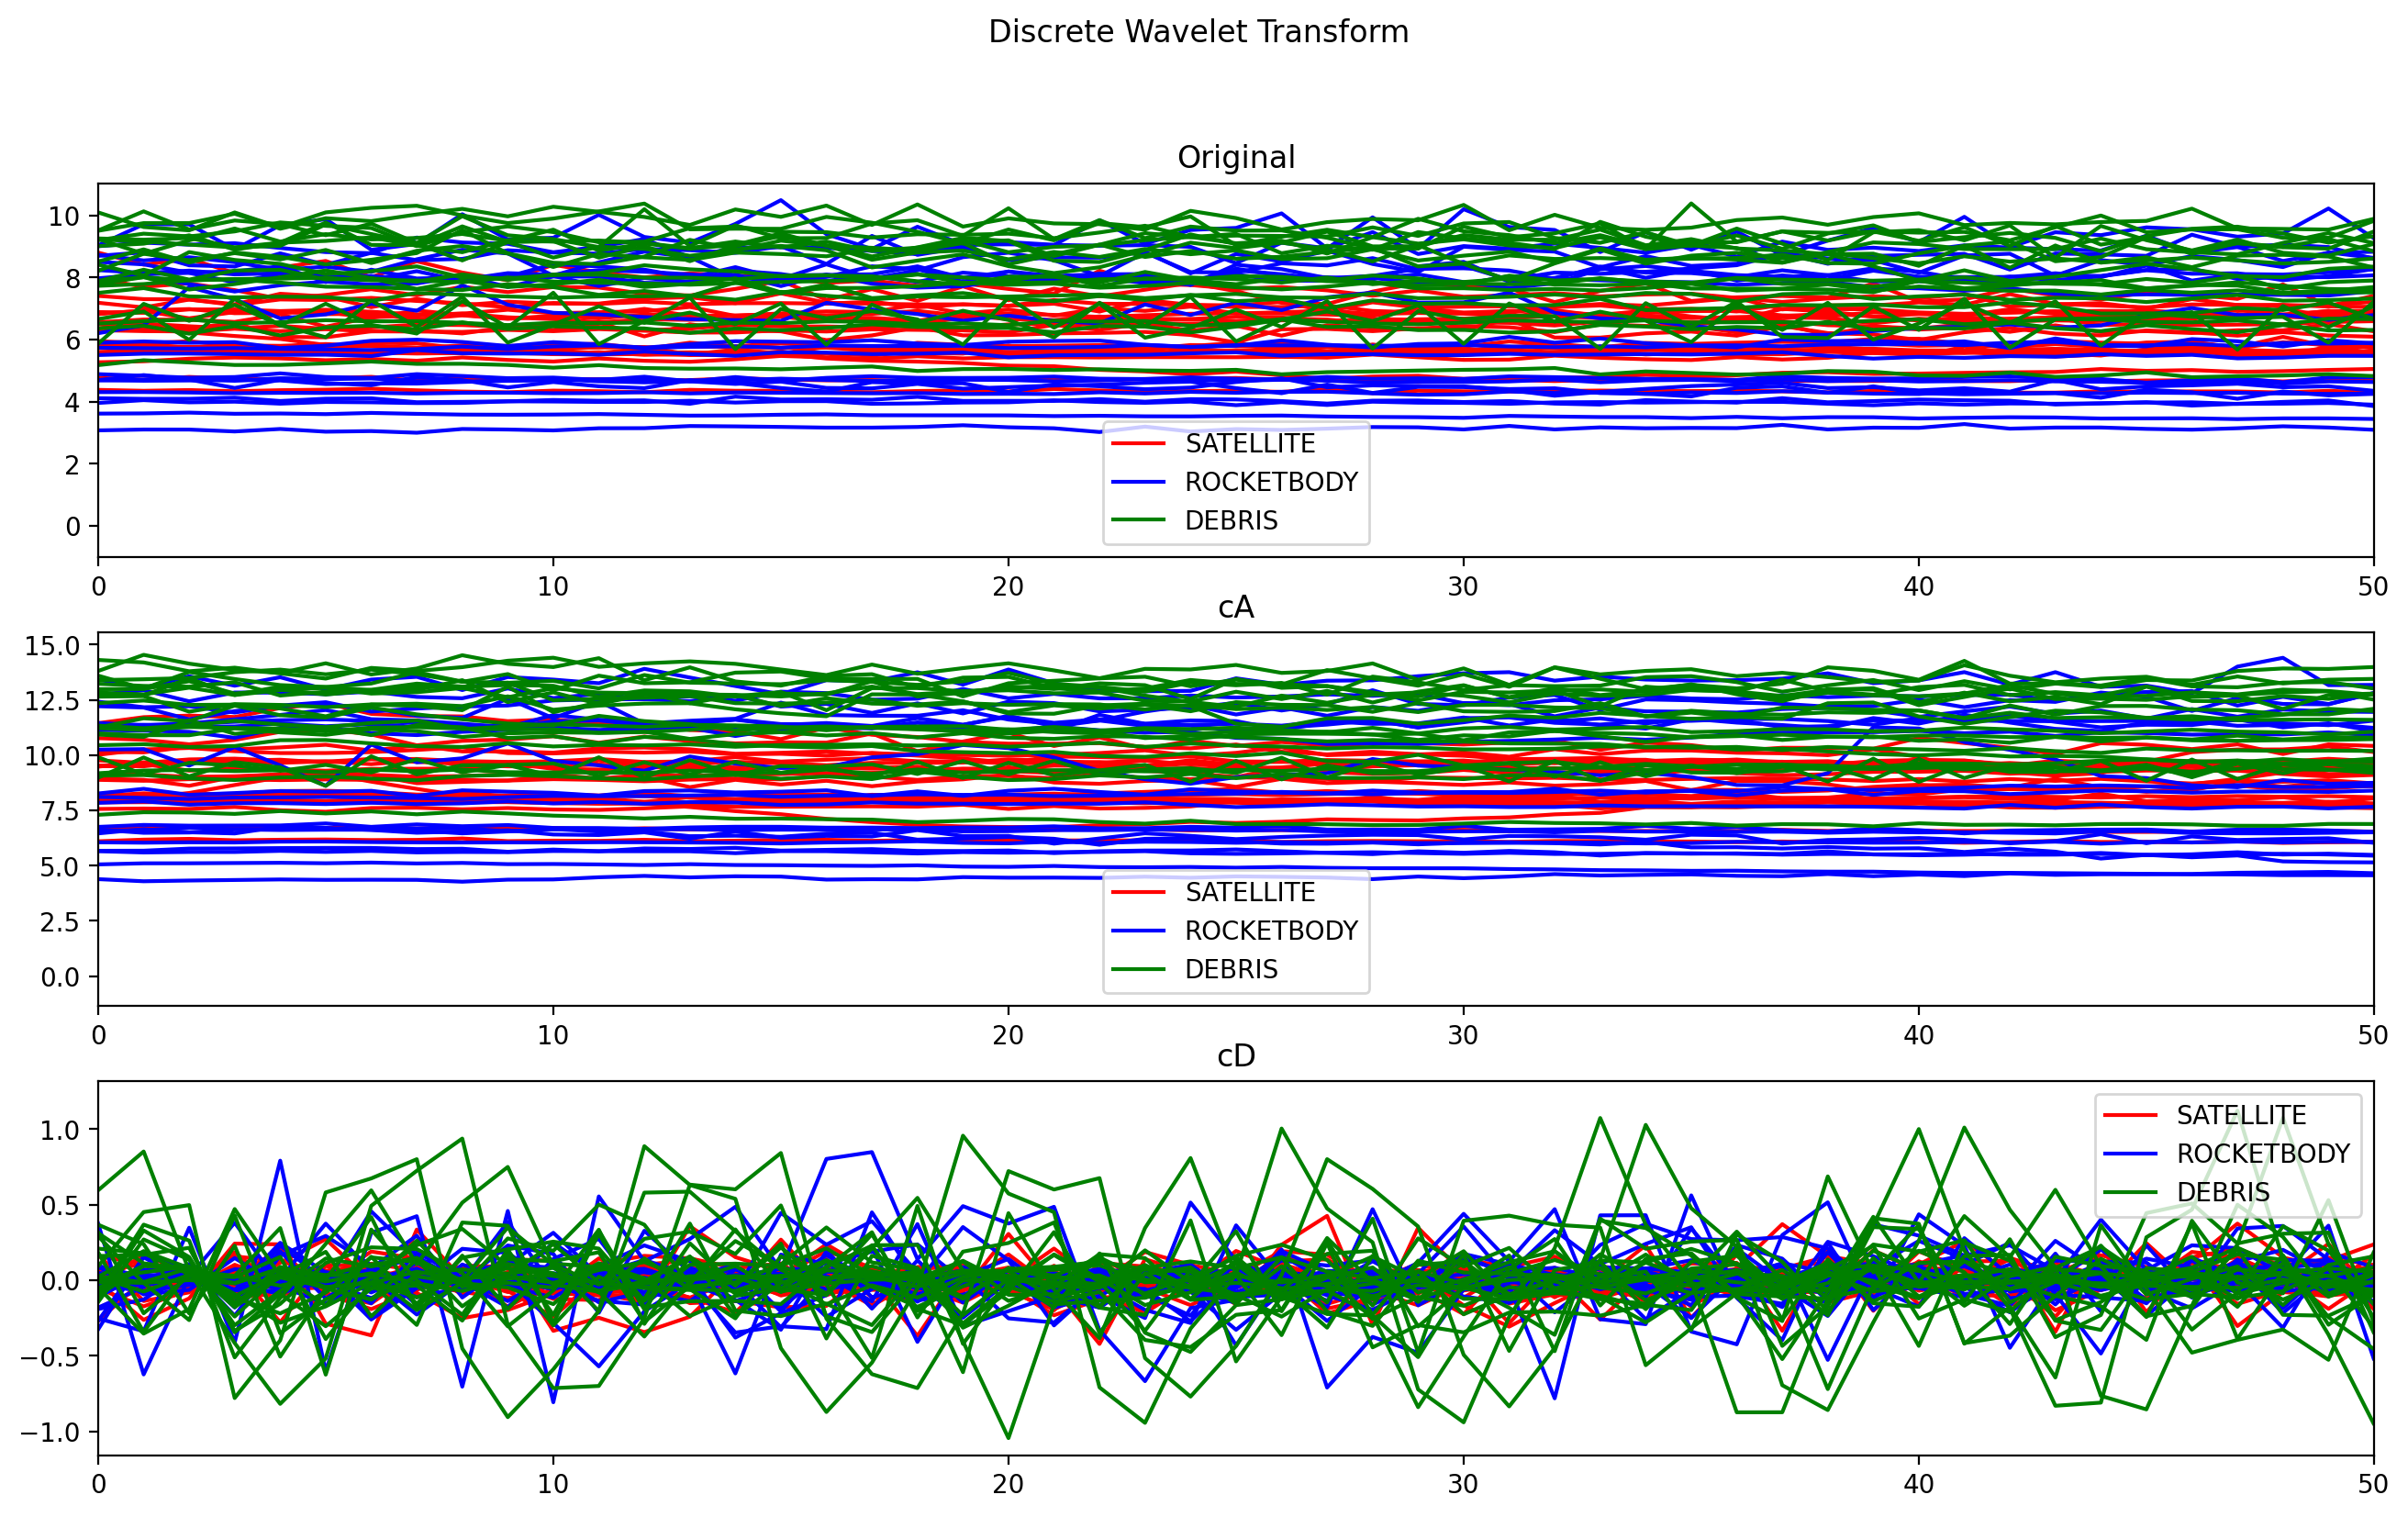 Discrete Wavelet Transform
Original
10
8
6
4
2
0
SATELLITE
ROCKETBODY
DEBRIS
0 10 20 30 40 50
cA
15.0
12.5
10.0
7.5
5.0
2.5
0.0
SATELLITE
ROCKETBODY
DEBRIS
0 10 20 30 40 50
cD
1.0
0.5
0.0
−0.5
−1.0
SATELLITE
ROCKETBODY
DEBRIS
0 10 20 30 40 50